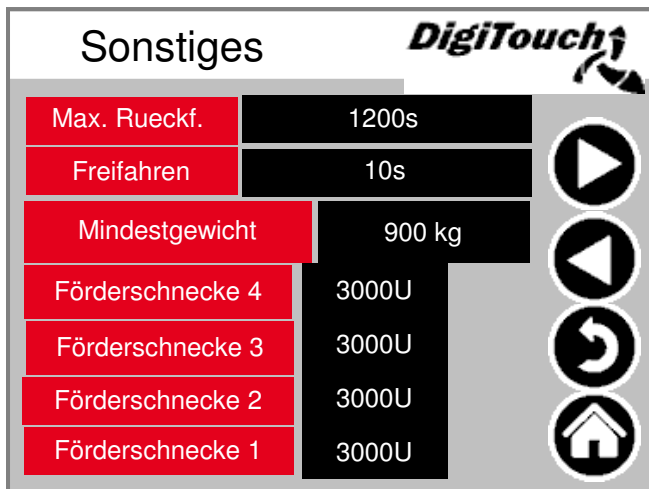 Sonstiges
DigiTouch
Max. Rueckf. 1200s
Freifahren 10s
Mindestgewicht 900 kg
Förderschnecke 4 3000U
Förderschnecke 3 3000U
Förderschnecke 2 3000U
Förderschnecke 1 3000U